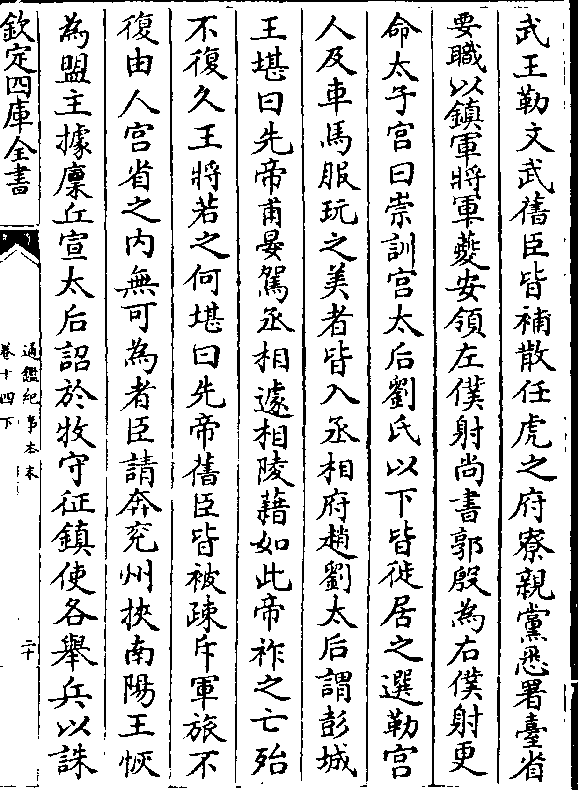 武王勒文武舊臣皆補散任虎之府寮親黨悉署臺省
要職以鎮軍將軍夔安領左僕射尚書郭殷為右僕射更
命太子宮曰崇訓宮太后劉氏以下皆徙居之選勒宮
人及車馬服玩之美者皆入丞相府趙劉太后謂彭城
王堪曰先帝甫晏駕丞相遽相陵藉如此帝祚之亡殆
不復久王將若之何堪曰先帝舊臣皆被疎斥軍旅不
復由人宮省之內無可為者臣請奔兖州挾南陽王恢
為盟主據廩丘宣太后詔於牧守征鎮使各舉兵以誅
欽定四庫全書
通鑑紀事本末
卷十四下
二十